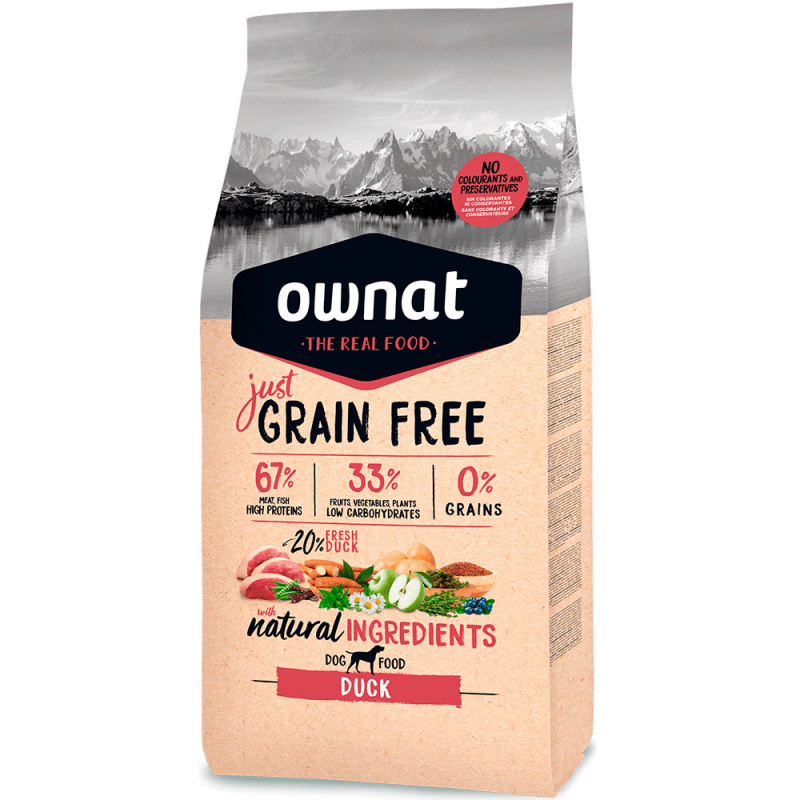 NO
COLOURANTS AND
PRESERVATIVES
SIN COLORANTES
NI CONSERVANTES
SANS COLORANTS ET
CONSERVATEURS
ownat
·THE REAL FOOD·
just
GRAIN FREE
67%
MEAT, FISH
HIGH PROTEINS
33%
FRUITS, VEGETABLES, PLANTS
LOW CARBOHYDRATES
0%
GRAINS
20% FRESH
DUCK
with
natural INGREDIENTS
DOG FOOD
DUCK